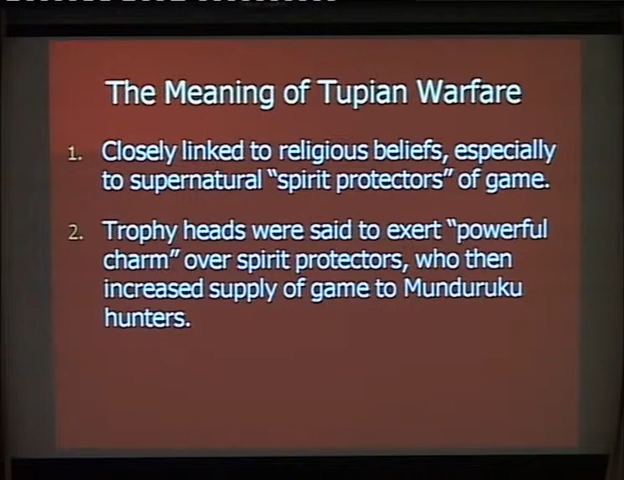 The Meaning of Tupian Warfare
1. Closely linked to religious beliefs, especially
to supernatural “spirit protectors” of game.
2. Trophy heads were said to exert “powerful
charm” over spirit protectors, who then
increased supply of game to Munduruku
hunters.